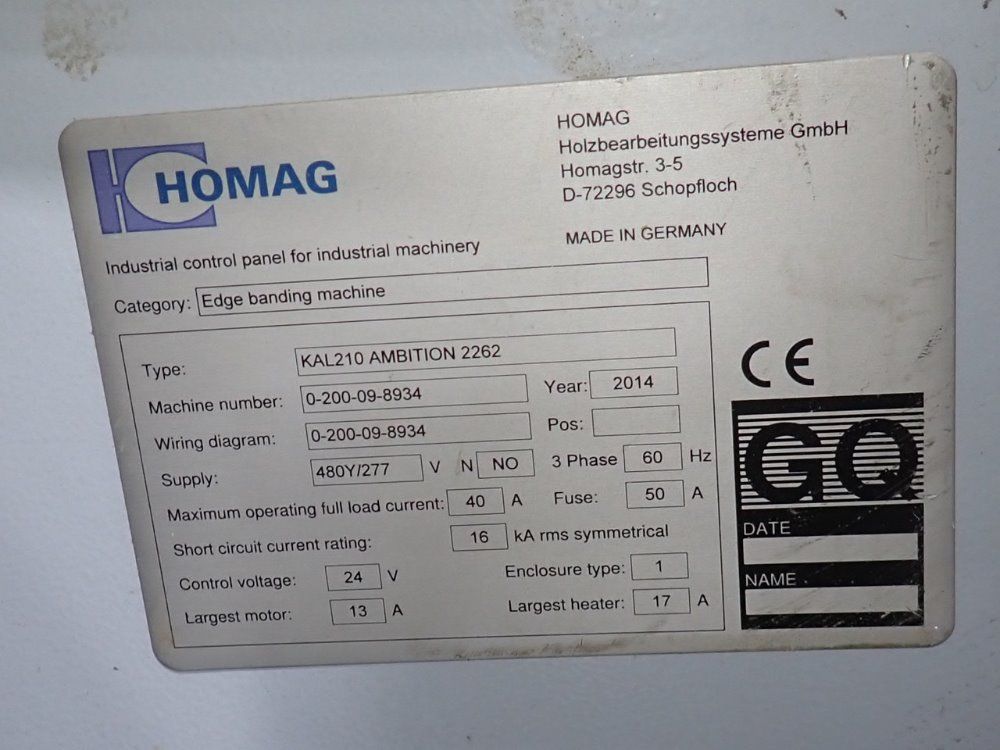 HOMAG
HOMAG
Holzbearbeitungssysteme GmbH
Homagstr. 3-5
D-72296 Schopfloch
MADE IN GERMANY
Industrial control panel for industrial machinery
Category: Edge banding machine
Type: KAL210 AMBITION 2262
Machine number: 0-200-09-8934 Year: 2014
Wiring diagram: 0-200-09-8934 Pos:
Supply: 480Y/277 V N NO 3 Phase 60 Hz
Maximum operating full load current: 40 A Fuse: 50 A
Short circuit current rating: 16 kA rms symmetrical
Control voltage: 24 V Enclosure type: 1
Largest motor: 13 A Largest heater: 17 A
CE
GQ
DATE
NAME